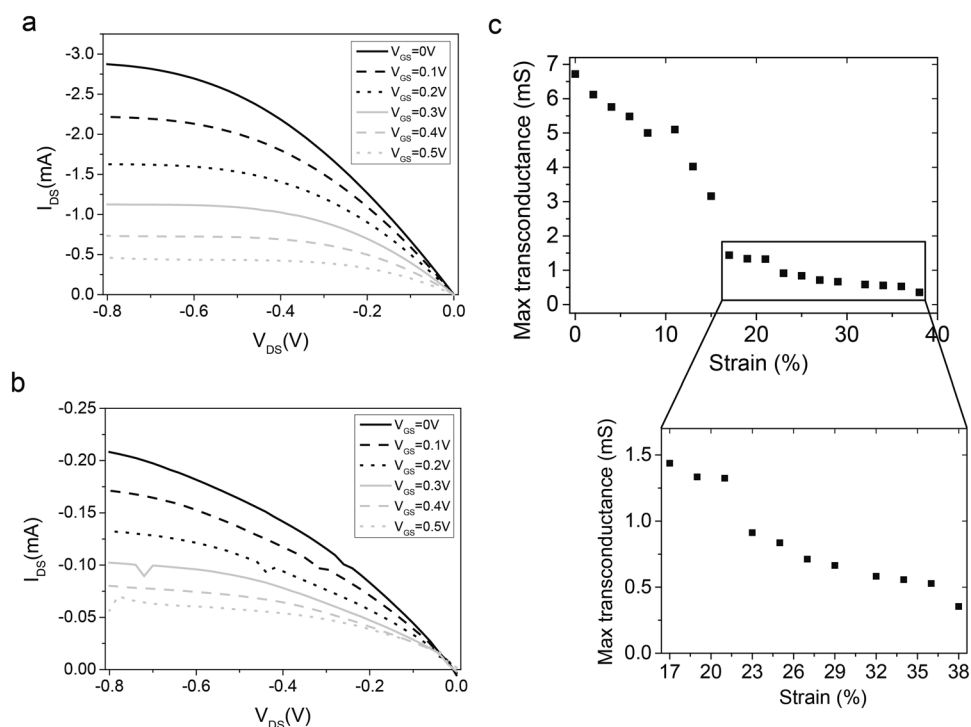 a
-3.0
-2.5
-2.0
-1.5
-1.0
-0.5
0.0
I_DS(mA)
V_GS=0V
V_GS=0.1V
V_GS=0.2V
V_GS=0.3V
V_GS=0.4V
V_GS=0.5V
-0.8 -0.6 -0.4 -0.2 0.0
V_DS(V)
b
-0.25
-0.20
-0.15
-0.10
-0.05
0.00
I_DS(mA)
V_GS=0V
V_GS=0.1V
V_GS=0.2V
V_GS=0.3V
V_GS=0.4V
V_GS=0.5V
-0.8 -0.6 -0.4 -0.2 0.0
V_DS(V)
c
7
6
5
4
3
2
1
0
Max transconductance (mS)
0 10 20 30 40
Strain (%)
1.5
1.0
0.5
0.0
Max transconductance (mS)
17 20 23 26 29 32 35 38
Strain (%)